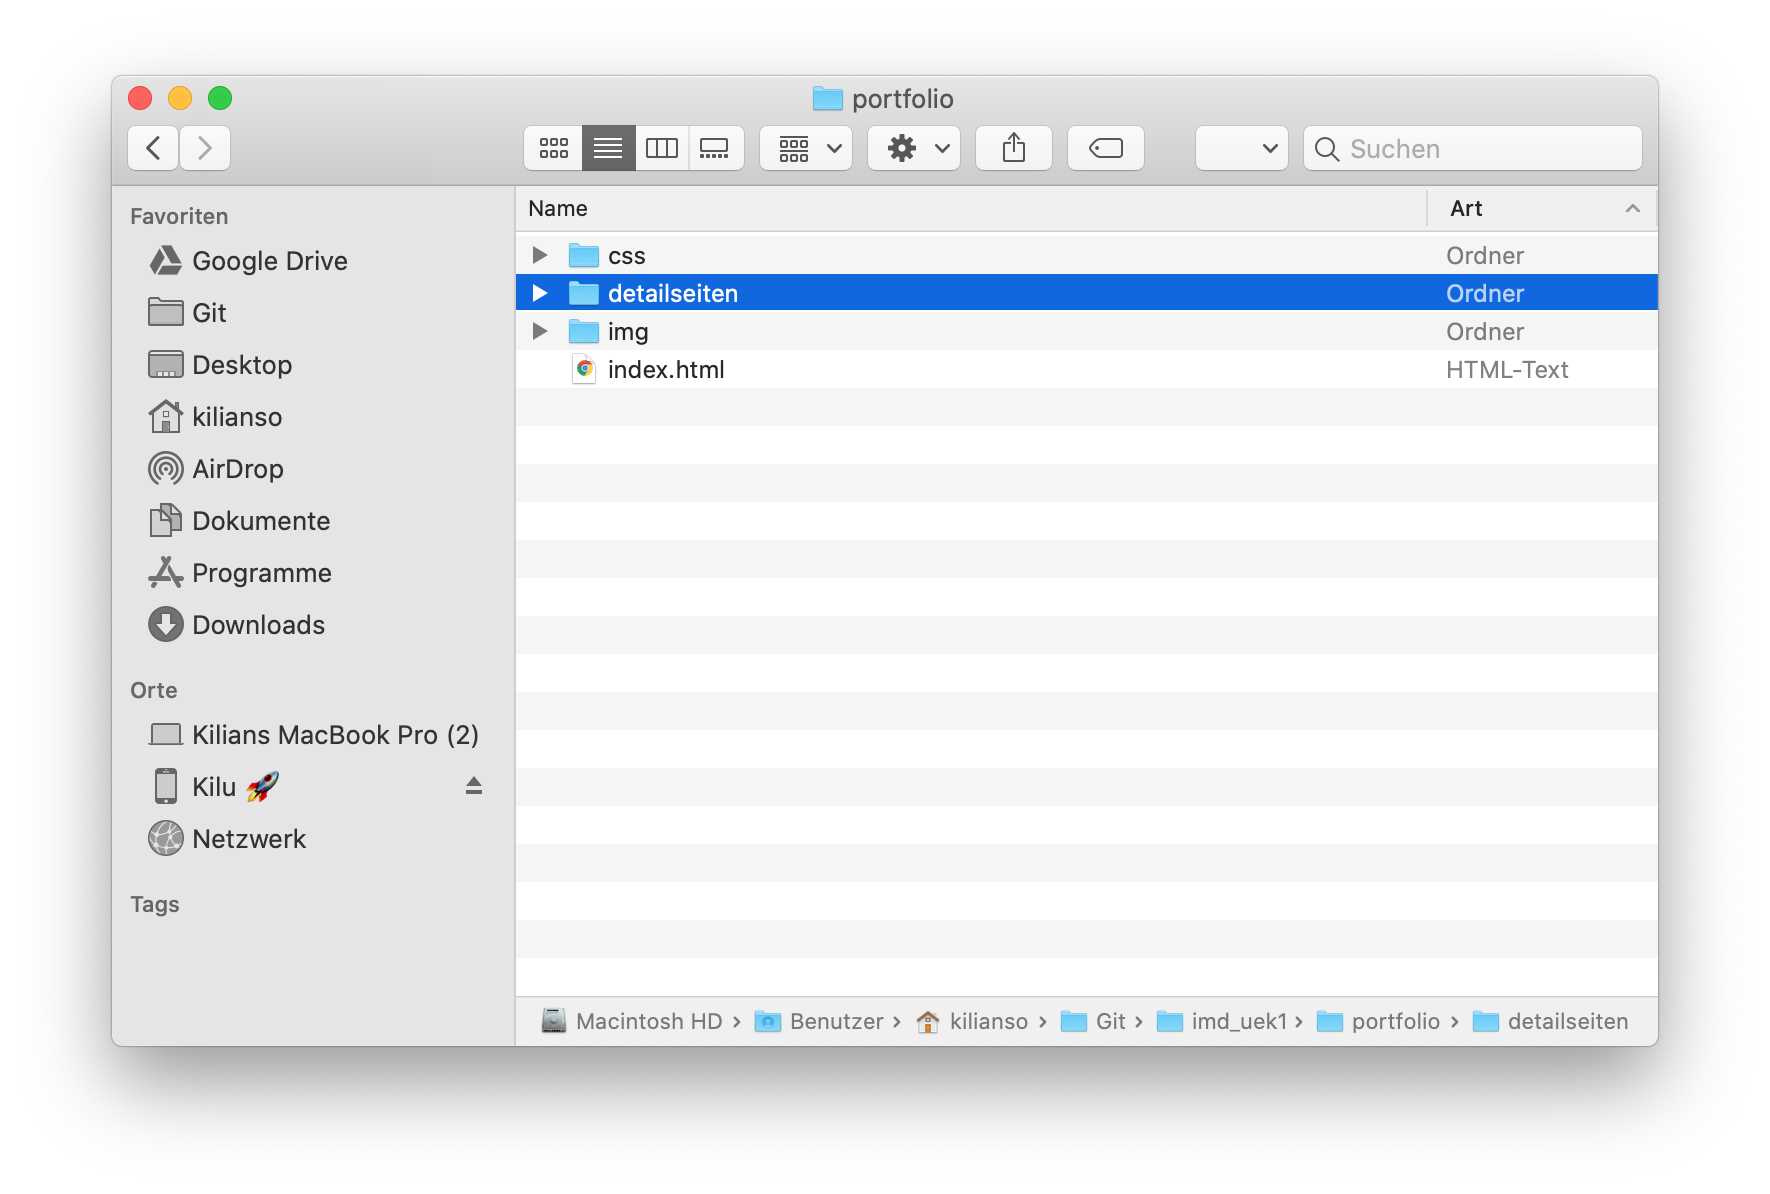 portfolio
Suchen
Favoriten
Google Drive
Git
Desktop
kilianso
AirDrop
Dokumente
Programme
Downloads
Orte
Kilians MacBook Pro (2)
Kilu 🚀
Netzwerk
Tags
Name Art
css Ordner
detailseiten Ordner
img Ordner
index.html HTML-Text
Macintosh HD › Benutzer › kilianso › Git › imd_uek1 › portfolio › detailseiten